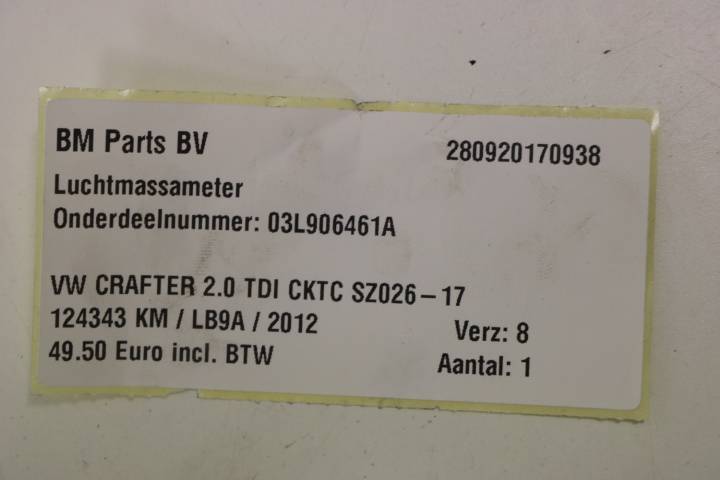 BM Parts BV 280920170938
Luchtmassameter
Onderdeelnummer: 03L906461A
VW CRAFTER 2.0 TDI CKTC SZ026-17
124343 KM / LB9A / 2012 Verz: 8
49.50 Euro incl. BTW Aantal: 1